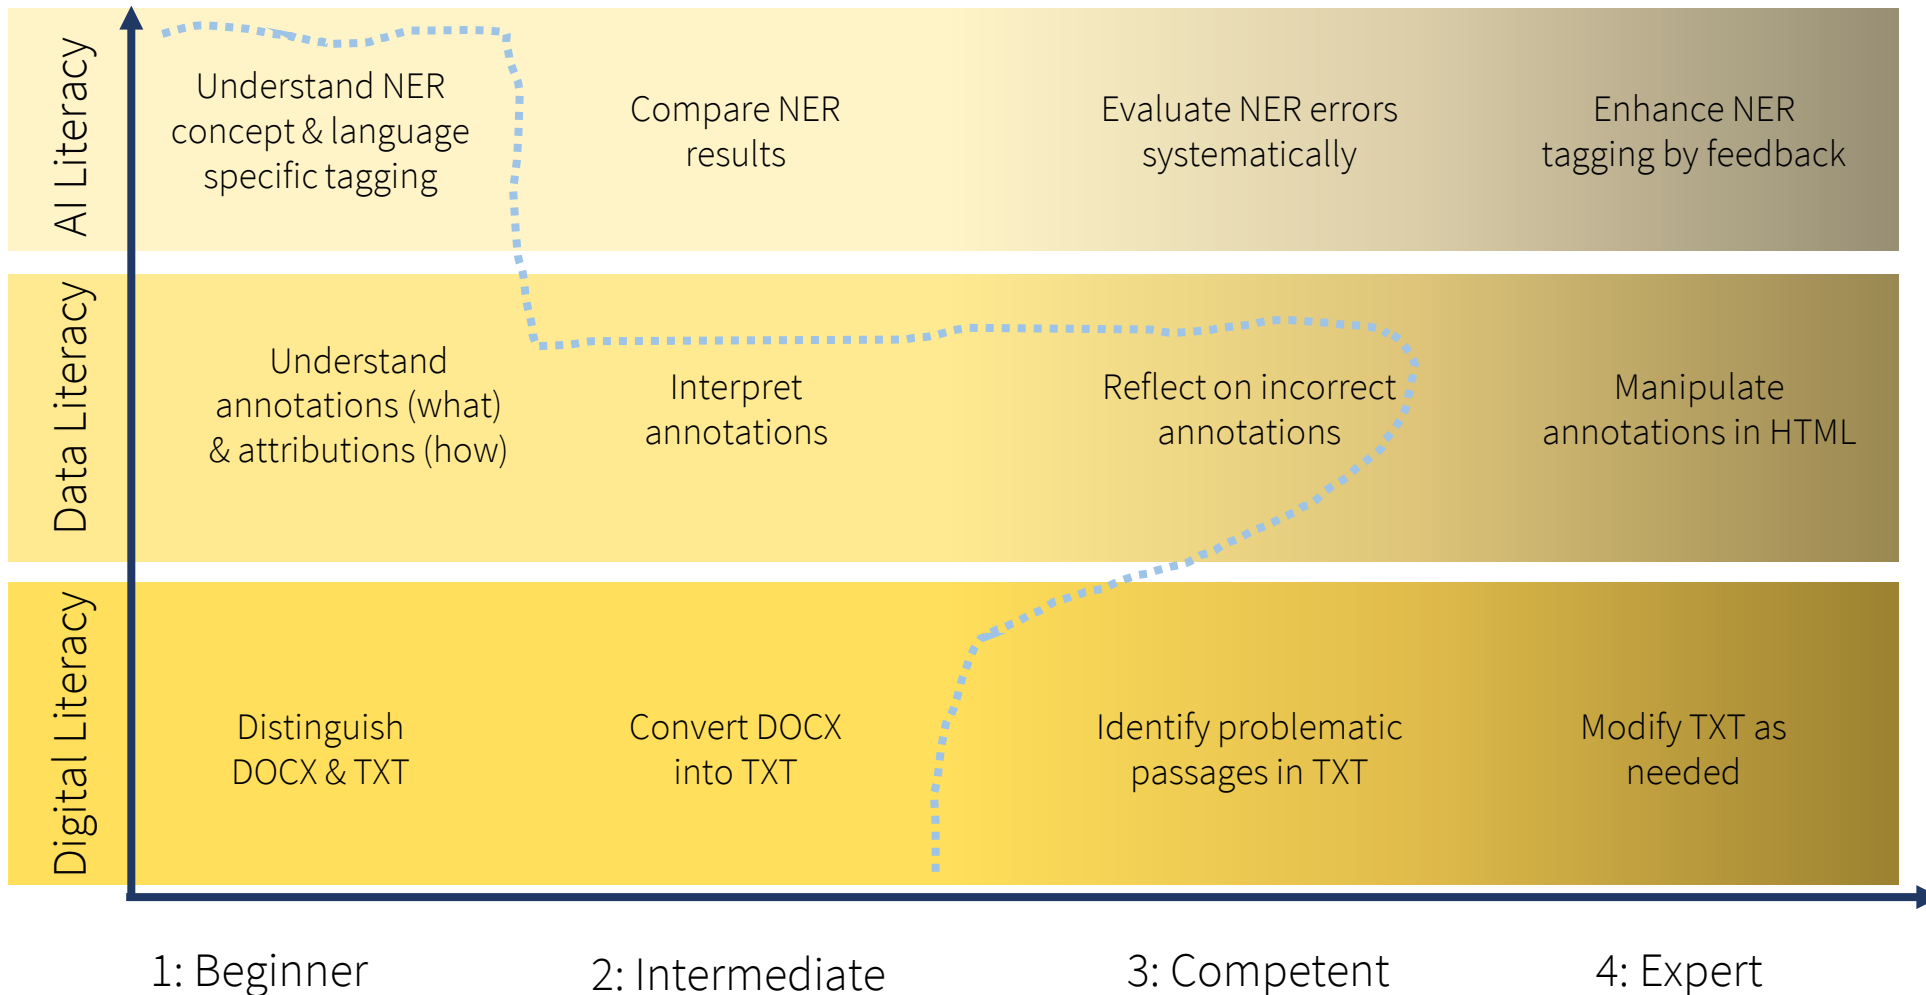 AI Literacy
Understand NER
concept & language
specific tagging
Compare NER
results
Evaluate NER errors
systematically
Enhance NER
tagging by feedback
Data Literacy
Understand
annotations (what)
& attributions (how)
Interpret
annotations
Reflect on incorrect
annotations
Manipulate
annotations in HTML
Digital Literacy
Distinguish
DOCX & TXT
Convert DOCX
into TXT
Identify problematic
passages in TXT
Modify TXT as
needed
1: Beginner
2: Intermediate
3: Competent
4: Expert